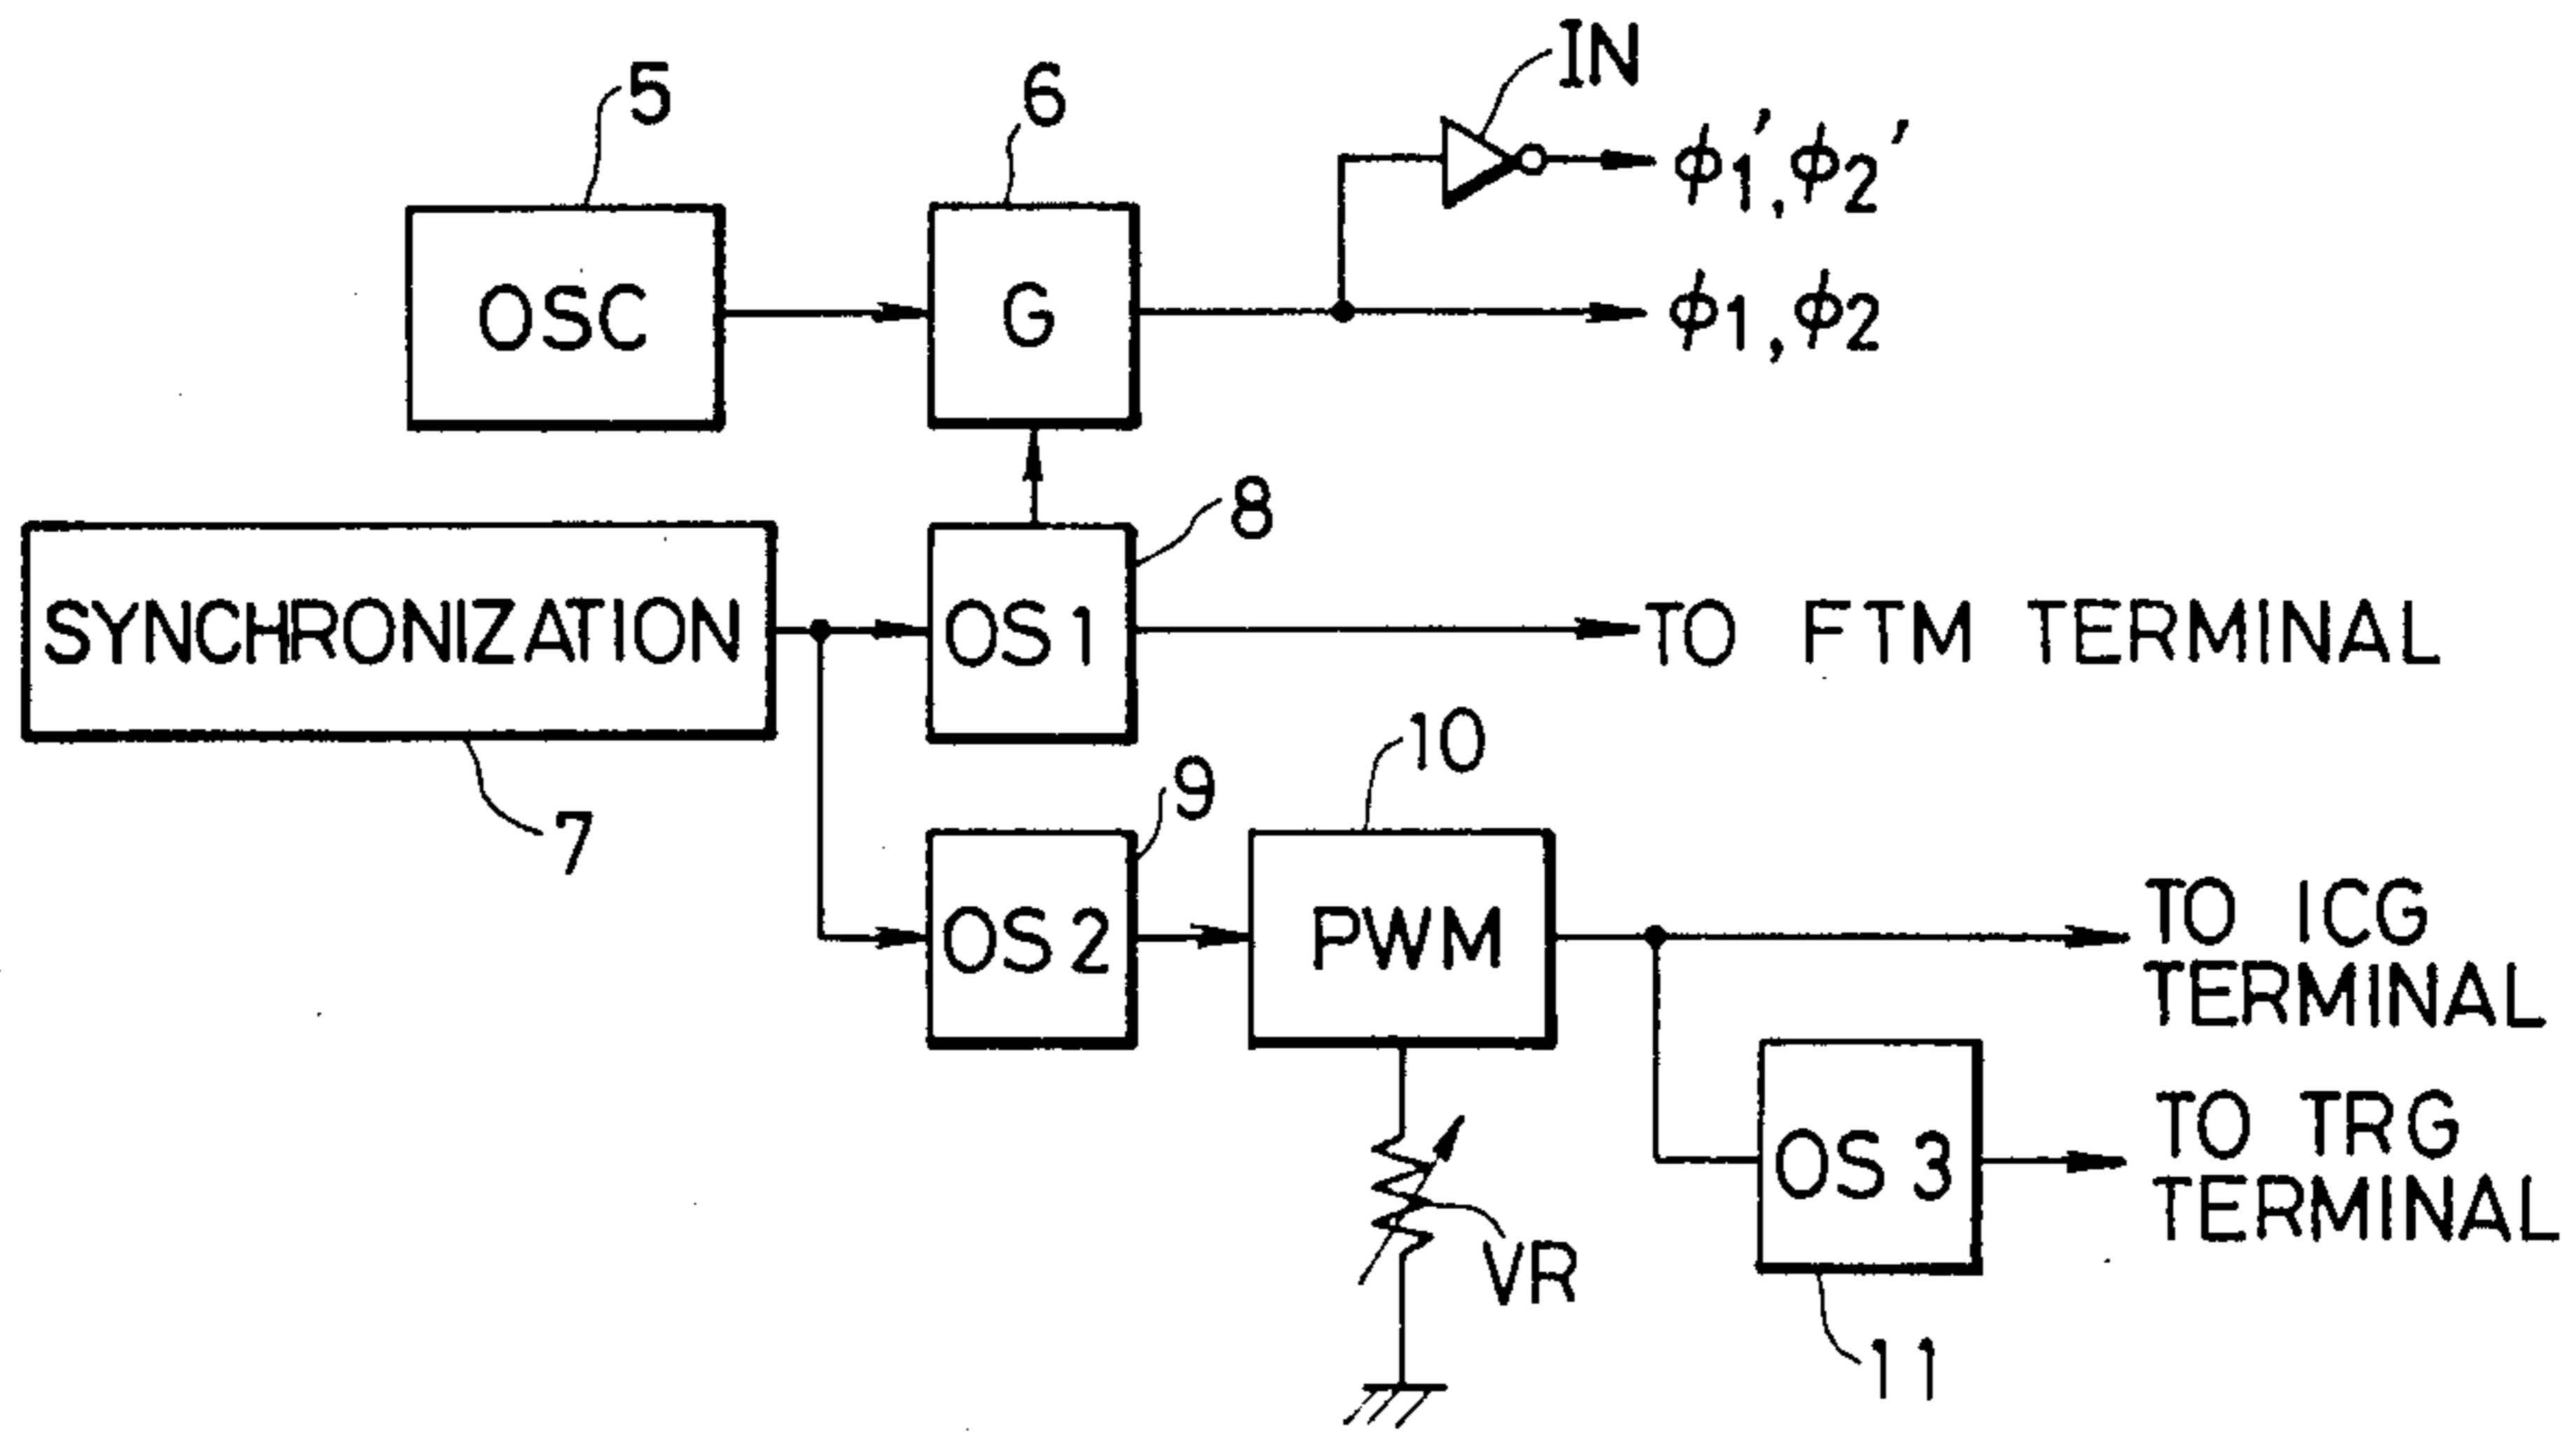 IN
5
6
ϕ1',ϕ2'
OSC
G
ϕ1,ϕ2
8
SYNCHRONIZATION
OS1
TO FTM TERMINAL
10
9
7
OS2
PWM
TO ICG
TERMINAL
TO TRG
TERMINAL
OS3
VR
11